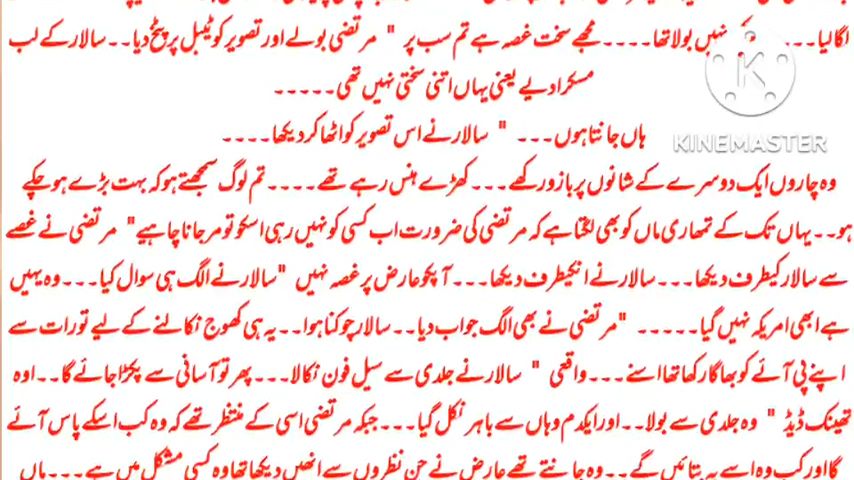 لگالیا۔۔۔۔ نہیں بولا تھا۔۔۔۔ مجھے سخت غصہ ہے تم سب پر " مرتضی بولے اور تصویر کو ٹیبل پر پٹخ دیا۔۔ سالار کے لب
مسکرا دیے یعنی یہاں اتنی سختی نہیں تھی۔۔۔۔۔
ہاں جانتا ہوں۔۔۔ " سالار نے اس تصویر کو اٹھا کر دیکھا۔۔۔۔
KINEMASTER
وہ چاروں ایک دوسرے کے شانوں پر بازو رکھے۔۔۔ کھڑے ہنس رہے تھے۔۔۔۔ تم لوگ سمجھتے ہو کہ بہت بڑے ہو چکے
ہو۔۔ یہاں تک کے تمھاری ماں کو بھی لگتا ہے کہ مرتضی کی ضرورت اب کسی کو نہیں رہی اسکو تو مر جانا چاہیے " مرتضی نے غصے
سے سالار کیطرف دیکھا۔۔۔ سالار نے انکیطرف دیکھا۔۔۔ آپکو عارض پر غصہ نہیں " سالار نے الگ ہی سوال کیا۔۔۔ وہ یہیں
ہے ابھی امریکہ نہیں گیا۔۔۔۔۔ " مرتضی نے بھی الگ جواب دیا۔۔ سالار چوکنا ہوا۔۔ یہ ہی کھوج نکالنے کے لیے تو رات سے
اپنے پی آئے کو بھاگا رکھا تھا اسنے۔۔۔ واقعی " سالار نے جلدی سے سیل فون نکالا۔۔۔ پھر تو آسانی سے پکڑا جائے گا۔۔ اوہ
تھینک ڈیڈ " وہ جلدی سے بولا۔۔ اور ایکدم وہاں سے باہر نکل گیا۔۔۔ جبکہ مرتضی اسی کے منتظر تھے کہ وہ کب اسکے پاس آئے
گا اور کب وہ اسے یہ بتائیں گے۔۔ وہ جانتے تھے عارض نے جن نظروں سے انھیں دیکھا تھا وہ کسی مشکل میں ہے۔۔۔ ماں